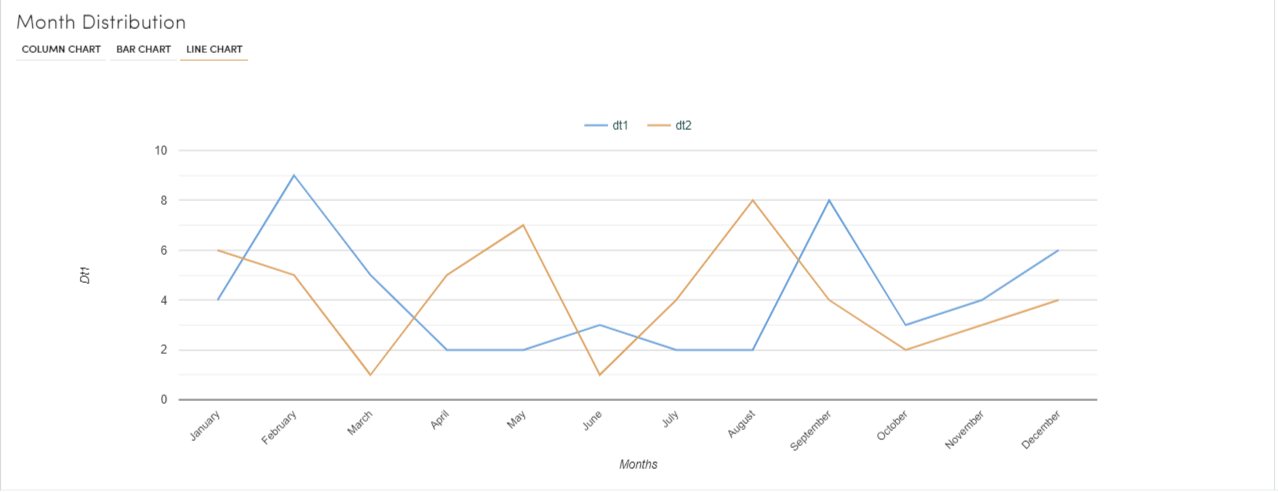 Month Distribution
COLUMN CHART BAR CHART LINE CHART
dt1 dt2
10
8
6
4
2
0
Dt1
January February March April May June July August September October November December
Months